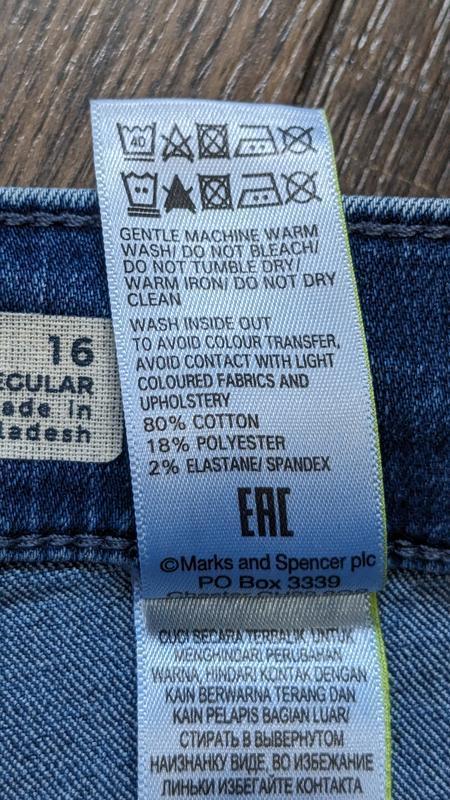 40
GENTLE MACHINE WARM
WASH/ DO NOT BLEACH/
DO NOT TUMBLE DRY/
WARM IRON/ DO NOT DRY
CLEAN
WASH INSIDE OUT
TO AVOID COLOUR TRANSFER,
AVOID CONTACT WITH LIGHT
COLOURED FABRICS AND
UPHOLSTERY
80% COTTON
18% POLYESTER
2% ELASTANE/ SPANDEX
EAC
©Marks and Spencer plc
PO Box 3339
Chester
16
EGULAR
ade in
ladesh
CUCI SECARA TERBALIK UNTUK
MENGHINDARI PERUBAHAN
WARNA, HINDARI KONTAK DENGAN
KAIN BERWARNA TERANG DAN
KAIN PELAPIS BAGIAN LUAR/
СТИРАТЬ В ВЫВЕРНУТОМ
НАИЗНАНКУ ВИДЕ, ВО ИЗБЕЖАНИЕ
ЛИНЬКИ ИЗБЕГАЙТЕ КОНТАКТА